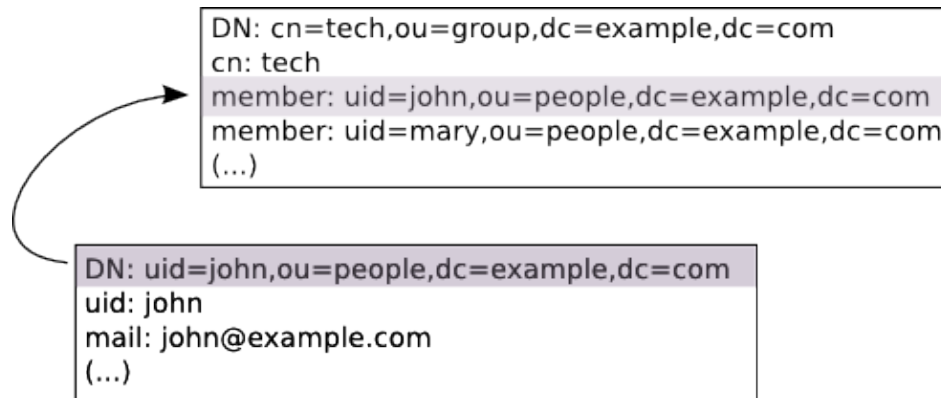 DN: cn=tech,ou=group,dc=example,dc=com
cn: tech
member: uid=john,ou=people,dc=example,dc=com
member: uid=mary,ou=people,dc=example,dc=com
(...)
DN: uid=john,ou=people,dc=example,dc=com
uid: john
mail: john@example.com
(...)